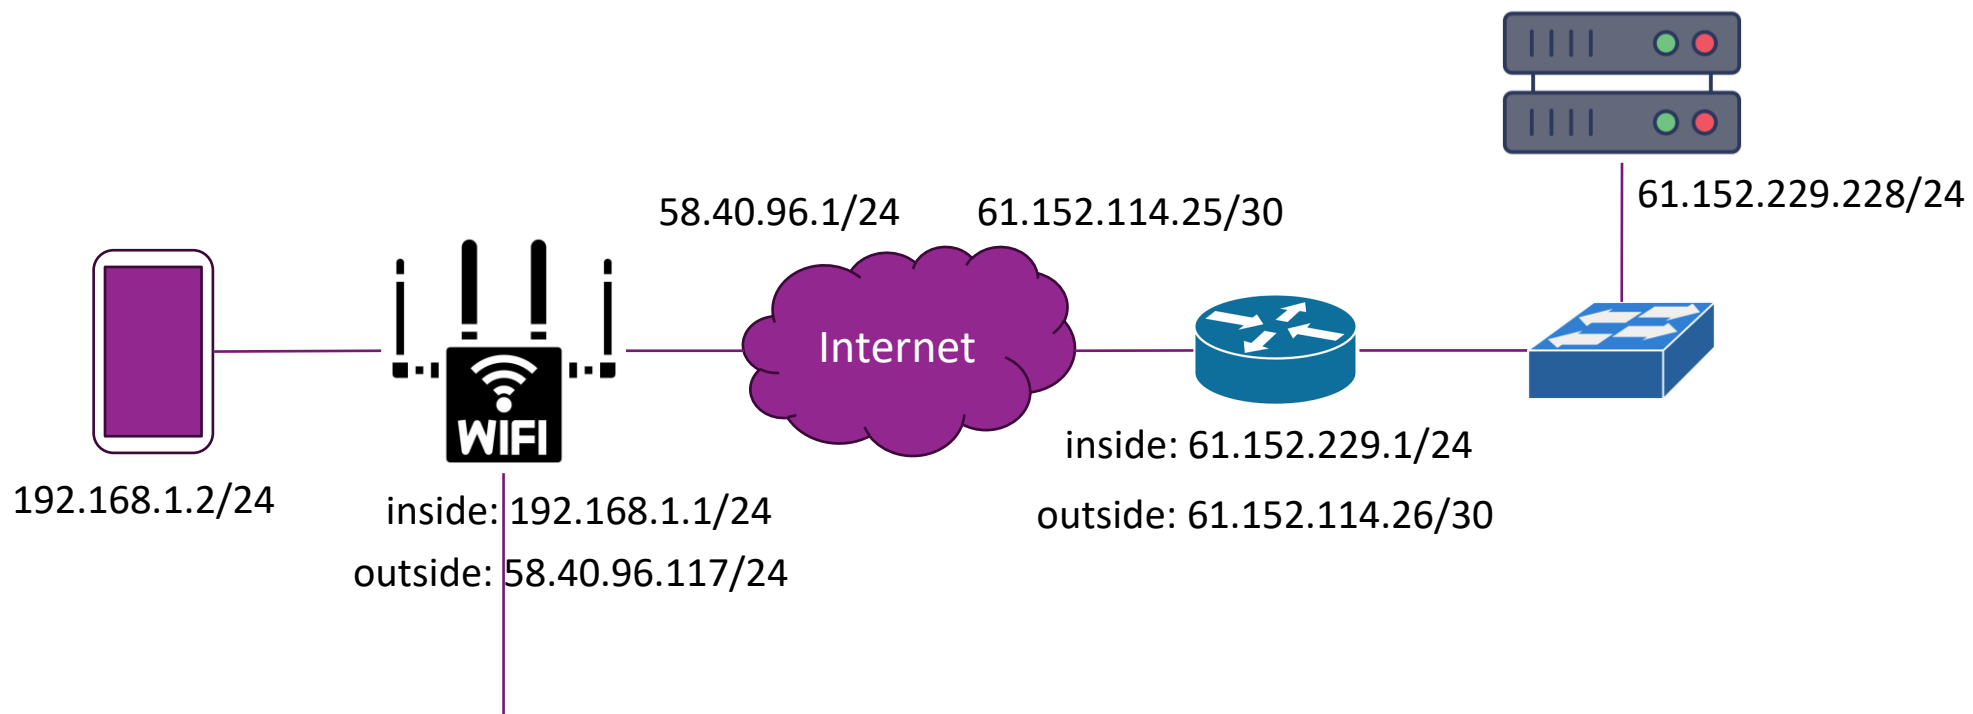 61.152.229.228/24
58.40.96.1/24
61.152.114.25/30
Internet
WIFI
192.168.1.2/24
inside: 192.168.1.1/24
outside: 58.40.96.117/24
inside: 61.152.229.1/24
outside: 61.152.114.26/30